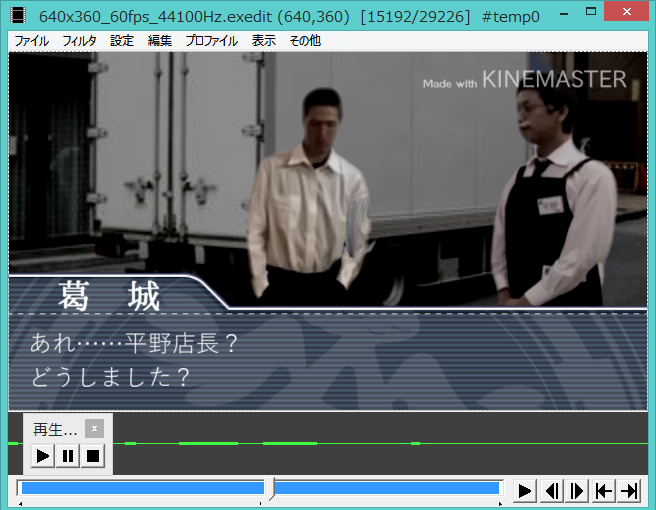 640x360_60fps_44100Hz.exedit (640,360) [15192/29226] #temp0
ファイル フィルタ 設定 編集 プロファイル 表示 その他
Made with KINEMASTER
葛 城
あれ……平野店長？
どうしました？
再生... x